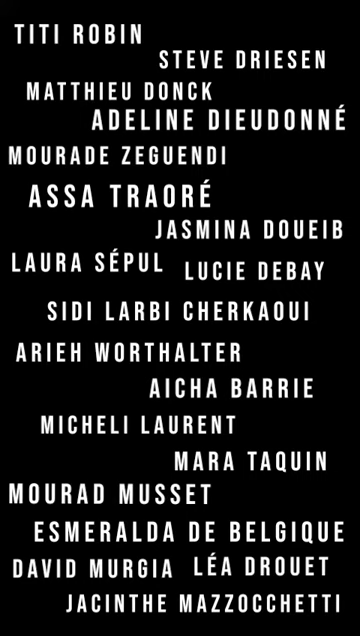 TITI ROBIN
STEVE DRIESEN
MATTHIEU DONCK
ADELINE DIEUDONNÉ
MOURADE ZEGUENDI
ASSA TRAORÉ
JASMINA DOUEIB
LAURA SÉPUL
LUCIE DEBAY
SIDI LARBI CHERKAOUI
ARIEH WORTHALTER
AICHA BARRIE
MICHELI LAURENT
MARA TAQUIN
MOURAD MUSSET
ESMERALDA DE BELGIQUE
DAVID MURGIA
LÉA DROUET
JACINTHE MAZZOCCHETTI